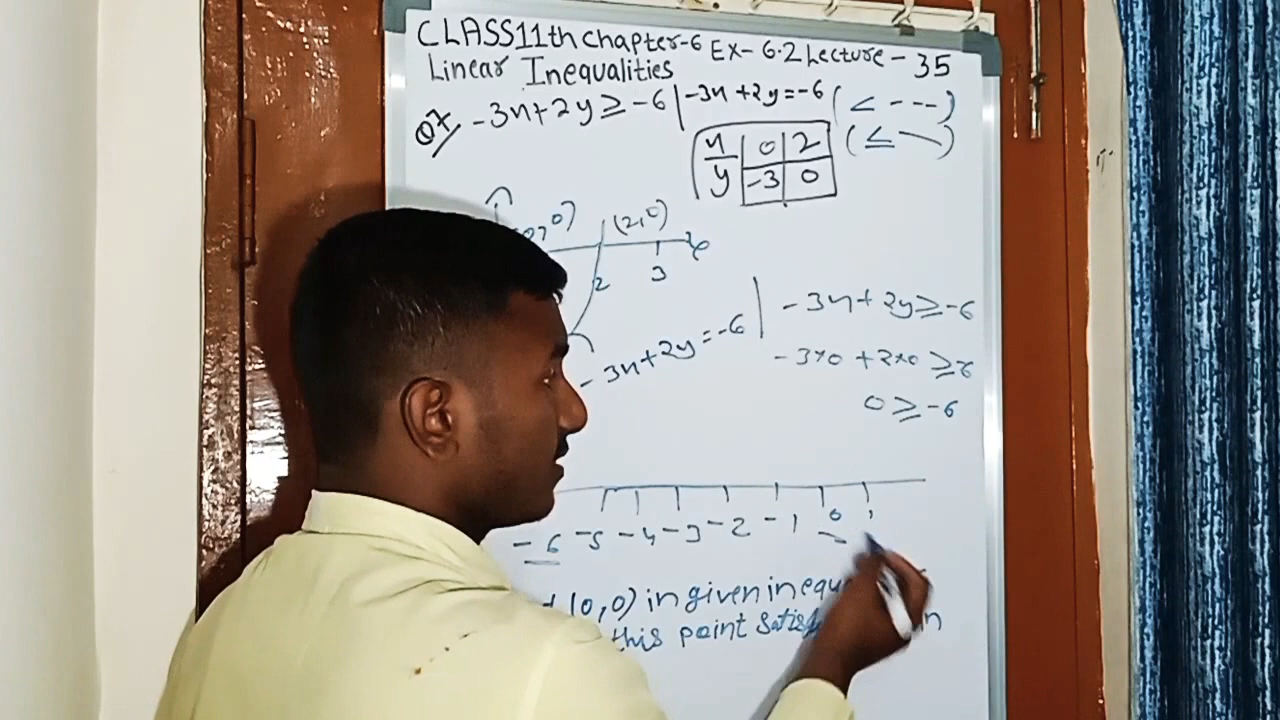 CLASS11th Chapter-6 EX-6.2 Lecture-35
Linear Inequalities
Q7 -3x+2y≥-6 | -3x+2y=-6 (< ---)
(≤ —)
x 0 2
y -3 0
, 0) (2,0)
2 3
-3x+2y=-6 | -3x+2y≥-6
-3×0 +2×0 ≥
0≥-6
-6 -5 -4 -3 -2 -1 0 1
(0,0) in given inequ
this point